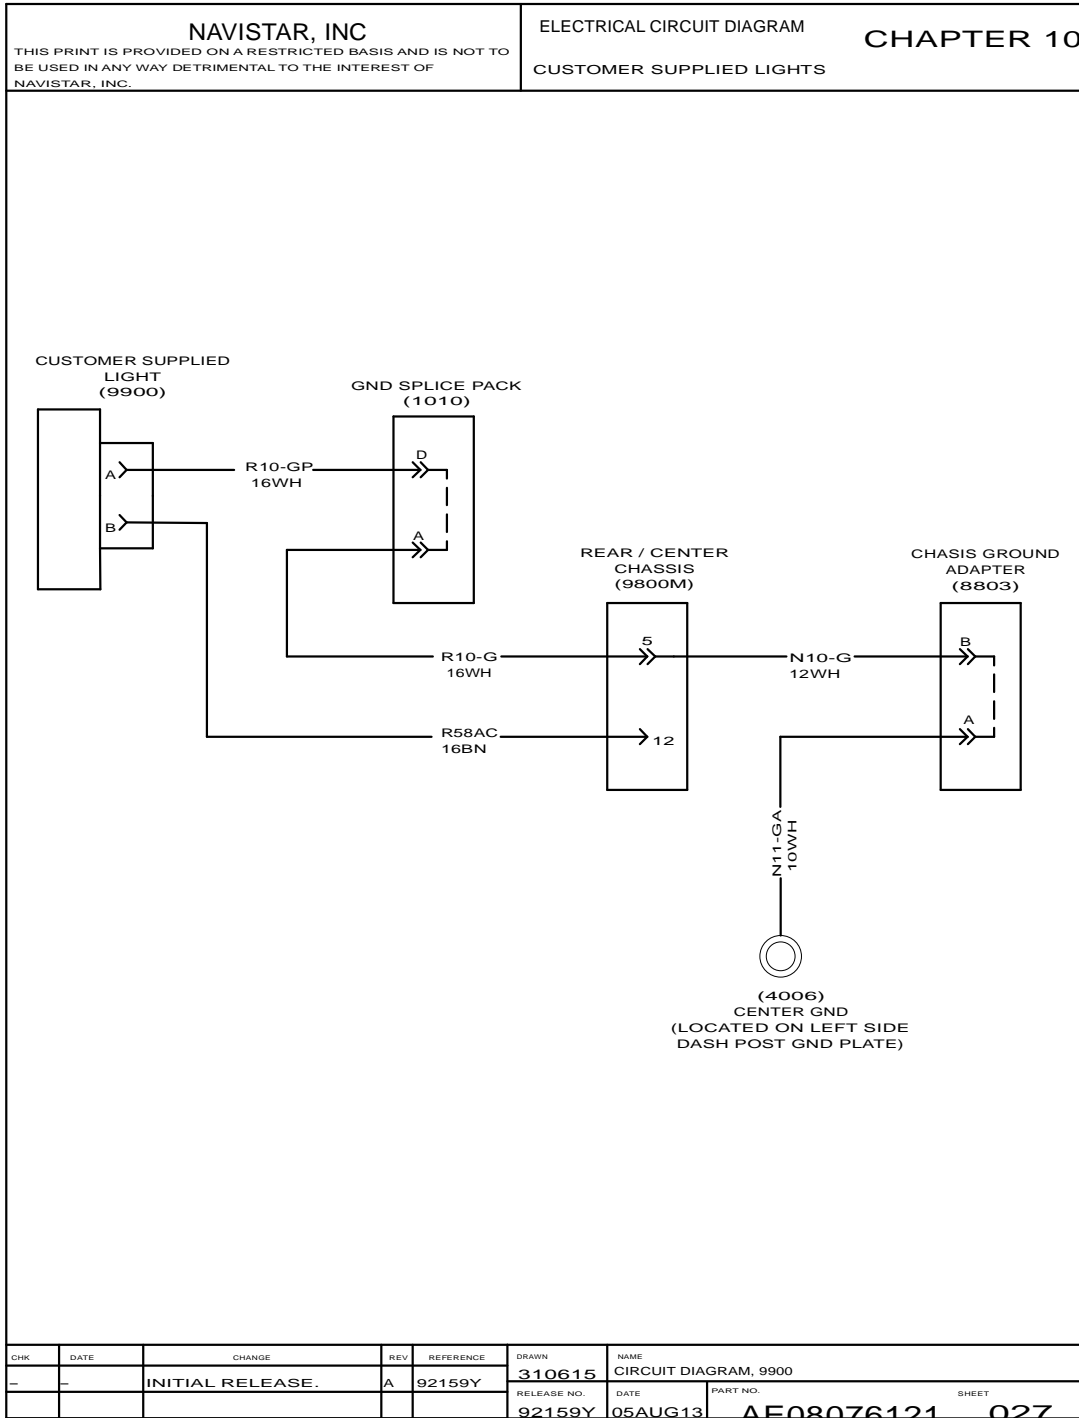 NAVISTAR, INC
THIS PRINT IS PROVIDED ON A RESTRICTED BASIS AND IS NOT TO
BE USED IN ANY WAY DETRIMENTAL TO THE INTEREST OF
NAVISTAR, INC.
ELECTRICAL CIRCUIT DIAGRAM
CUSTOMER SUPPLIED LIGHTS
CHAPTER 10
CUSTOMER SUPPLIED
LIGHT
(9900)
A
B
GND SPLICE PACK
(1010)
D
A
R10-GP
16WH
REAR / CENTER
CHASSIS
(9800M)
5
12
R10-G
16WH
R58AC
16BN
CHASIS GROUND
ADAPTER
(8803)
B
A
N10-G
12WH
N11-GA
10WH
(4006)
CENTER GND
(LOCATED ON LEFT SIDE
DASH POST GND PLATE)
CHK DATE CHANGE REV REFERENCE
– – INITIAL RELEASE. A 92159Y
DRAWN
310615
NAME
CIRCUIT DIAGRAM, 9900
RELEASE NO.
92159Y
DATE
05AUG13
PART NO.
AE08076121
SHEET
027